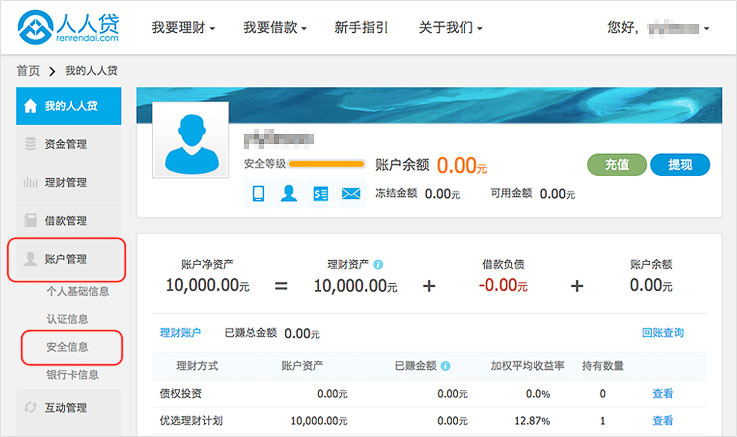 人人贷
renrendai.com
我要理财 我要借款 新手指引 关于我们 您好,
首页 > 我的人人贷
我的人人贷
资金管理
理财管理
借款管理
账户管理
个人基础信息
认证信息
安全信息
银行卡信息
互动管理
安全等级 账户余额 0.00元 充值 提现
冻结金额 0.00元 可用金额 0.00元
账户净资产 理财资产 借款负债 账户余额
10,000.00元 = 10,000.00元 + -0.00元 + 0.00元
理财账户 已赚总金额 0.00元 回账查询
理财方式 账户资产 已赚金额 加权平均收益率 持有数量
债权投资 0.00元 0.00元 0.0% 0 查看
优选理财计划 10,000.00元 0.00元 12.87% 1 查看